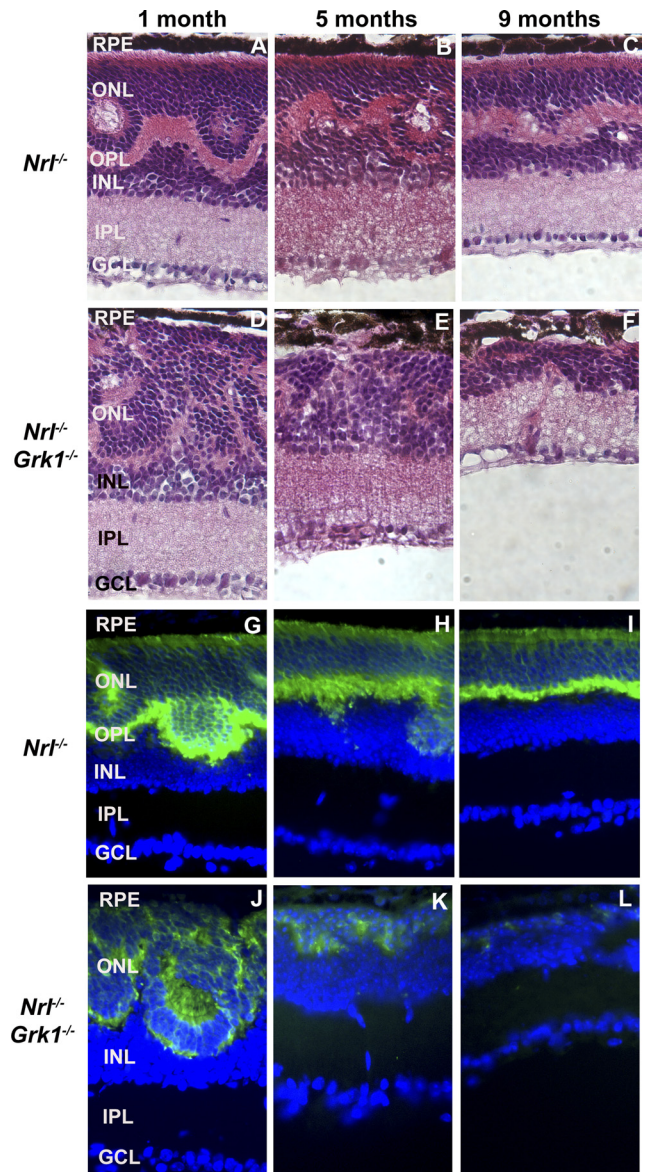 1 month 5 months 9 months
RPE A B C
ONL
Nrl-/-
OPL
INL
IPL
GCL
RPE D E F
ONL
Nrl-/-
Grk1-/-
INL
IPL
GCL
RPE G H I
ONL
Nrl-/-
OPL
INL
IPL
GCL
RPE J K L
ONL
Nrl-/-
Grk1-/-
INL
IPL
GCL